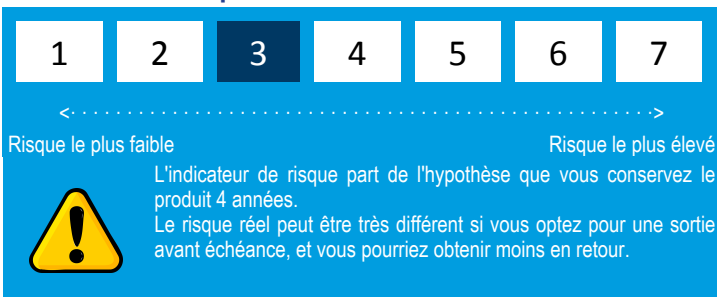 1 2 3 4 5 6 7
<·····················································>
Risque le plus faible Risque le plus élevé
L'indicateur de risque part de l'hypothèse que vous conservez le
produit 4 années.
Le risque réel peut être très différent si vous optez pour une sortie
avant échéance, et vous pourriez obtenir moins en retour.